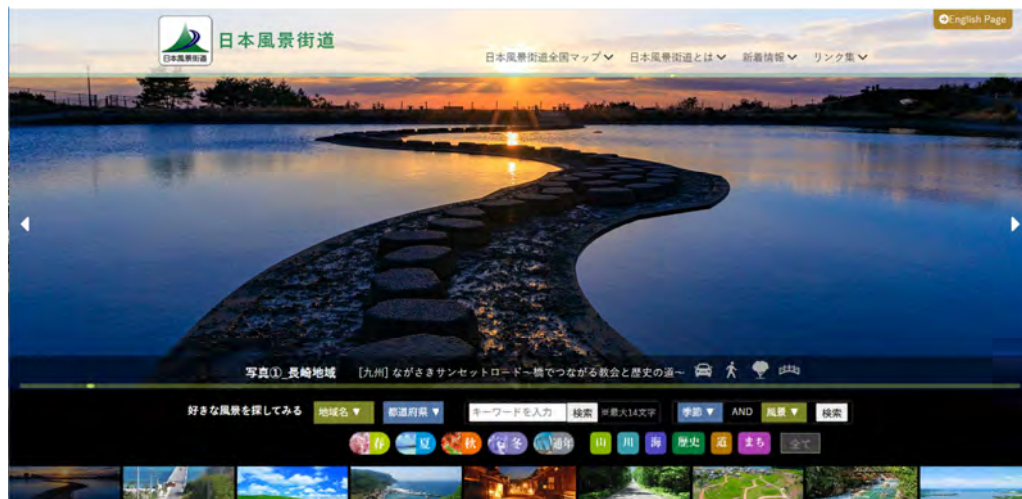 English Page
日本風景街道
日本風景街道
日本風景街道全国マップ 日本風景街道とは 新着情報 リンク集
写真①_長崎地域 [九州] ながさきサンセットロード～橋でつながる教会と歴史の道～
好きな風景を探してみる 地域名▼ 都道府県▼ キーワードを入力 検索 ※最大14文字 季節▼ AND 風景▼ 検索
春 夏 秋 冬 通年 山 川 海 歴史 道 まち 全て